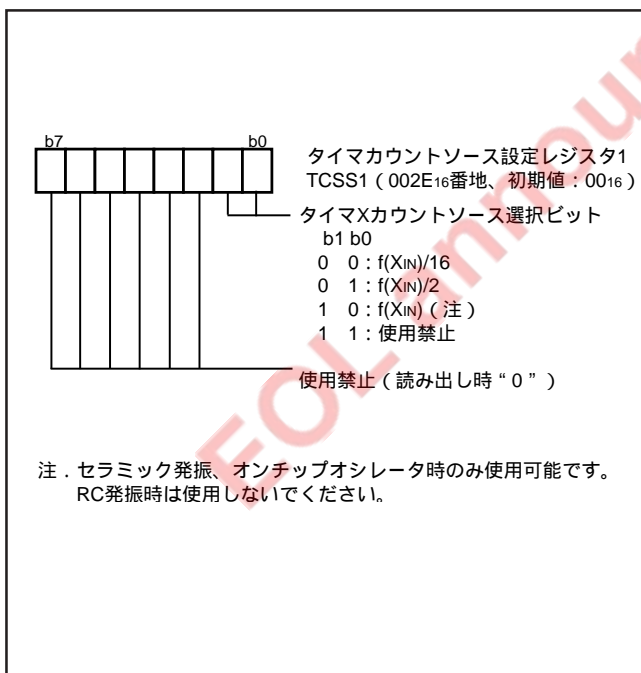 b7 b0
タイマカウントソース設定レジスタ1
TCSS1（002E16番地、初期値：0016）
タイマXカウントソース選択ビット
b1 b0
0 0：f(XIN)/16
0 1：f(XIN)/2
1 0：f(XIN)（注）
1 1：使用禁止
使用禁止（読み出し時“0”）
注．セラミック発振、オンチップオシレータ時のみ使用可能です。
RC発振時は使用しないでください。
EOL announ